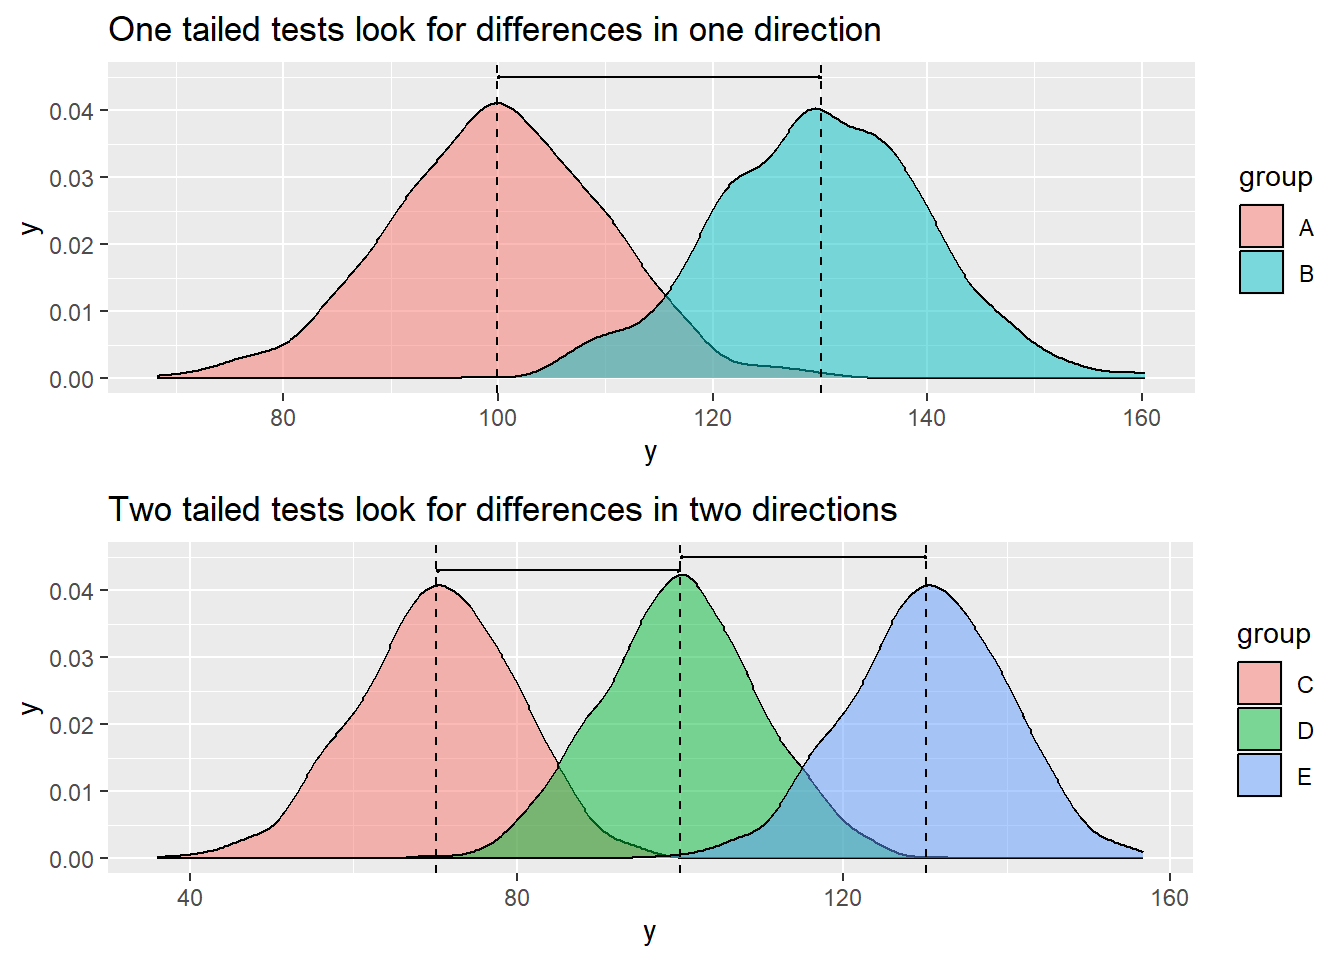 One tailed tests look for differences in one direction
0.04
0.03
0.02
0.01
0.00
y
80 100 120 140 160
y
group
A
B
Two tailed tests look for differences in two directions
0.04
0.03
0.02
0.01
0.00
y
40 80 120 160
y
group
C
D
E